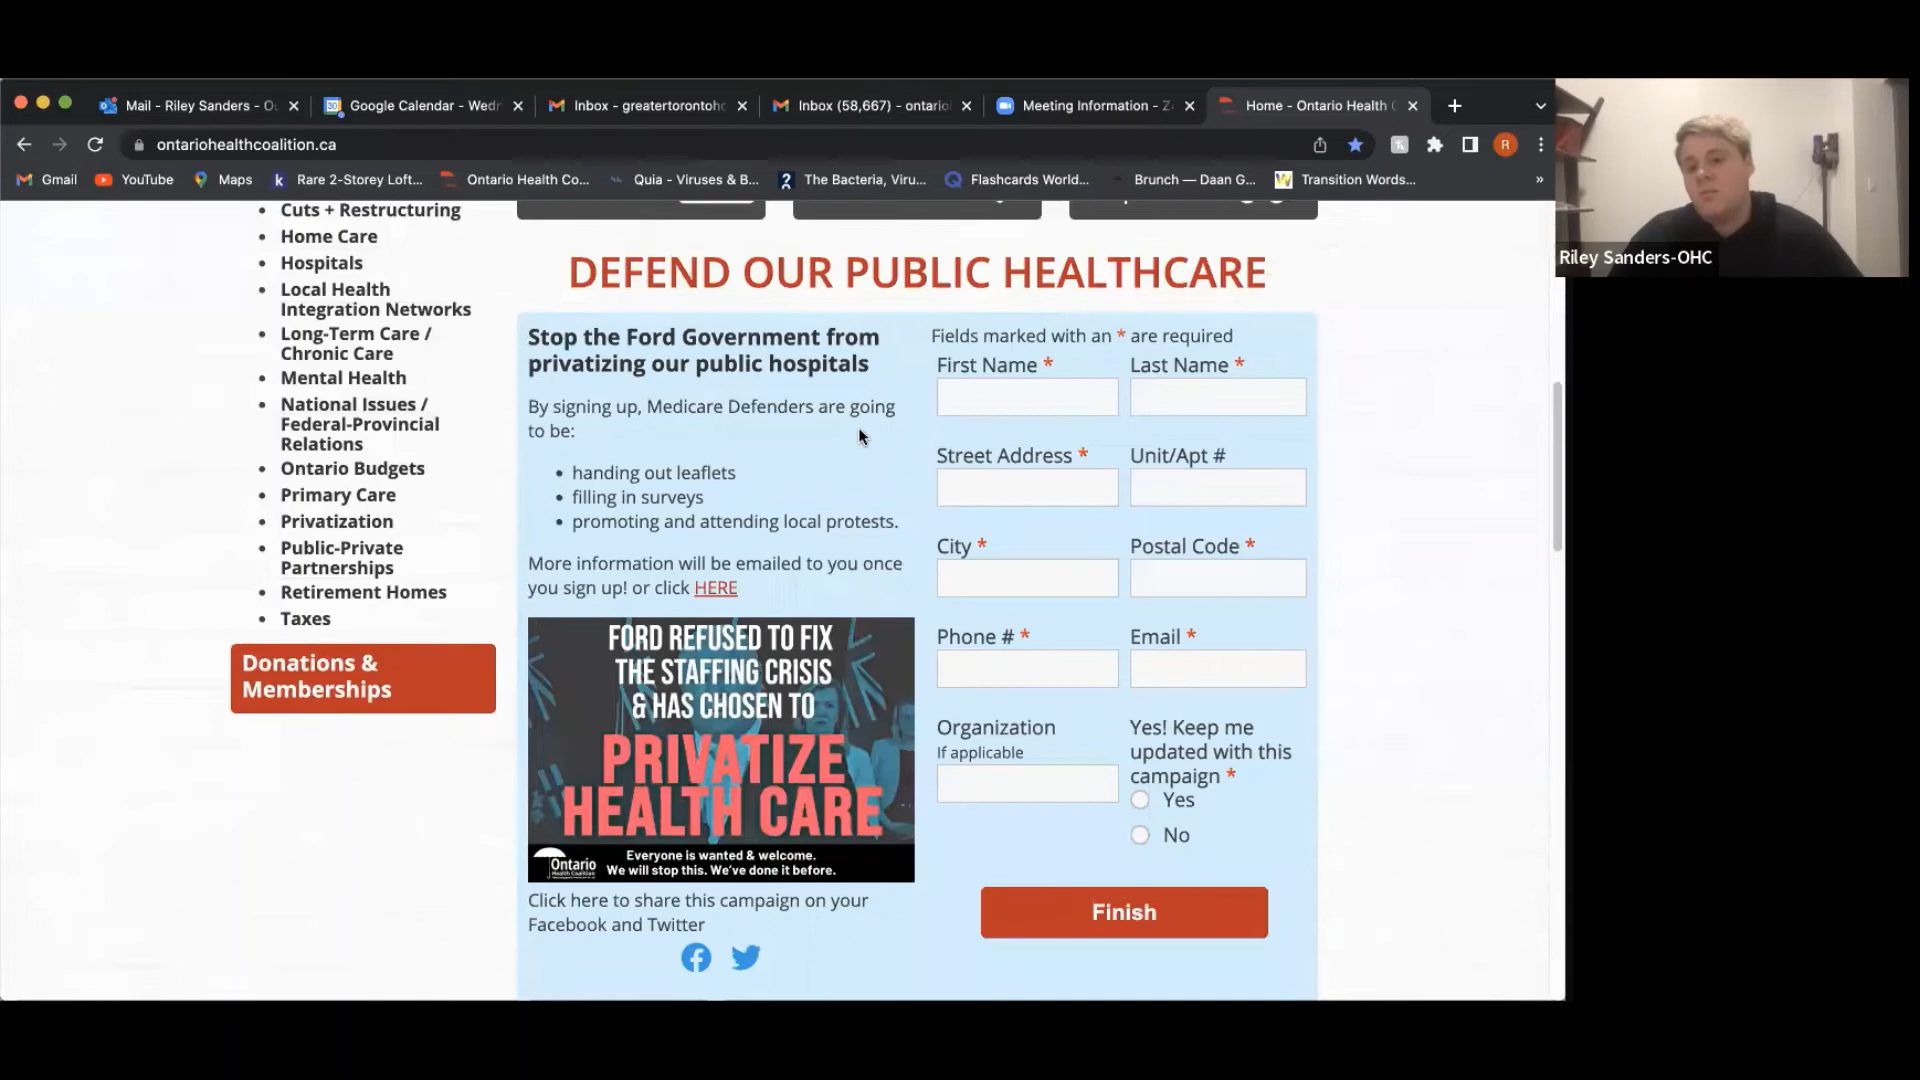 Mail - Riley Sanders - Ou
Google Calendar - Wedn
Inbox - greatertorontohc
Inbox (58,667) - ontario
Meeting Information - Zo
Home - Ontario Health C
ontariohealthcoalition.ca
Gmail
YouTube
Maps
Rare 2-Storey Loft...
Ontario Health Co...
Quia - Viruses & B...
The Bacteria, Viru...
Flashcards World...
Brunch — Daan G...
Transition Words...
»
R
Riley Sanders-OHC
Cuts + Restructuring
Home Care
Hospitals
Local Health
Integration Networks
Long-Term Care /
Chronic Care
Mental Health
National Issues /
Federal-Provincial
Relations
Ontario Budgets
Primary Care
Privatization
Public-Private
Partnerships
Retirement Homes
Taxes
Donations &
Memberships
DEFEND OUR PUBLIC HEALTHCARE
Stop the Ford Government from
privatizing our public hospitals
By signing up, Medicare Defenders are going
to be:
handing out leaflets
filling in surveys
promoting and attending local protests.
More information will be emailed to you once
you sign up! or click HERE
FORD REFUSED TO FIX
THE STAFFING CRISIS
& HAS CHOSEN TO
PRIVATIZE
HEALTH CARE
Ontario
Health Coalition
Everyone is wanted & welcome.
We will stop this. We've done it before.
Click here to share this campaign on your
Facebook and Twitter
Fields marked with an * are required
First Name *
Last Name *
Street Address *
Unit/Apt #
City *
Postal Code *
Phone # *
Email *
Organization
If applicable
Yes! Keep me
updated with this
campaign *
Yes
No
Finish